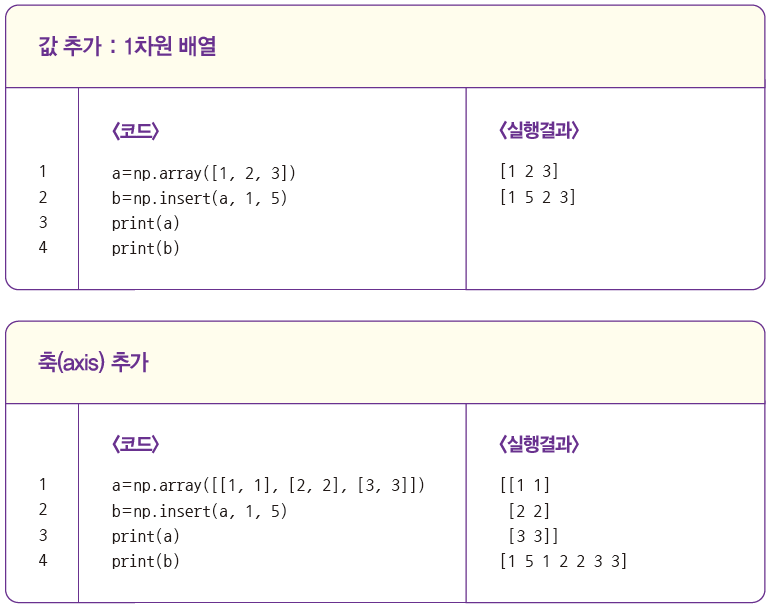 값 추가 : 1차원 배열
<코드>
<실행결과>
1 a=np.array([1, 2, 3]) [1 2 3]
2 b=np.insert(a, 1, 5) [1 5 2 3]
3 print(a)
4 print(b)
축(axis) 추가
<코드>
<실행결과>
1 a=np.array([[1, 1], [2, 2], [3, 3]]) [[1 1]
2 b=np.insert(a, 1, 5) [2 2]
3 print(a) [3 3]]
4 print(b) [1 5 1 2 2 3 3]